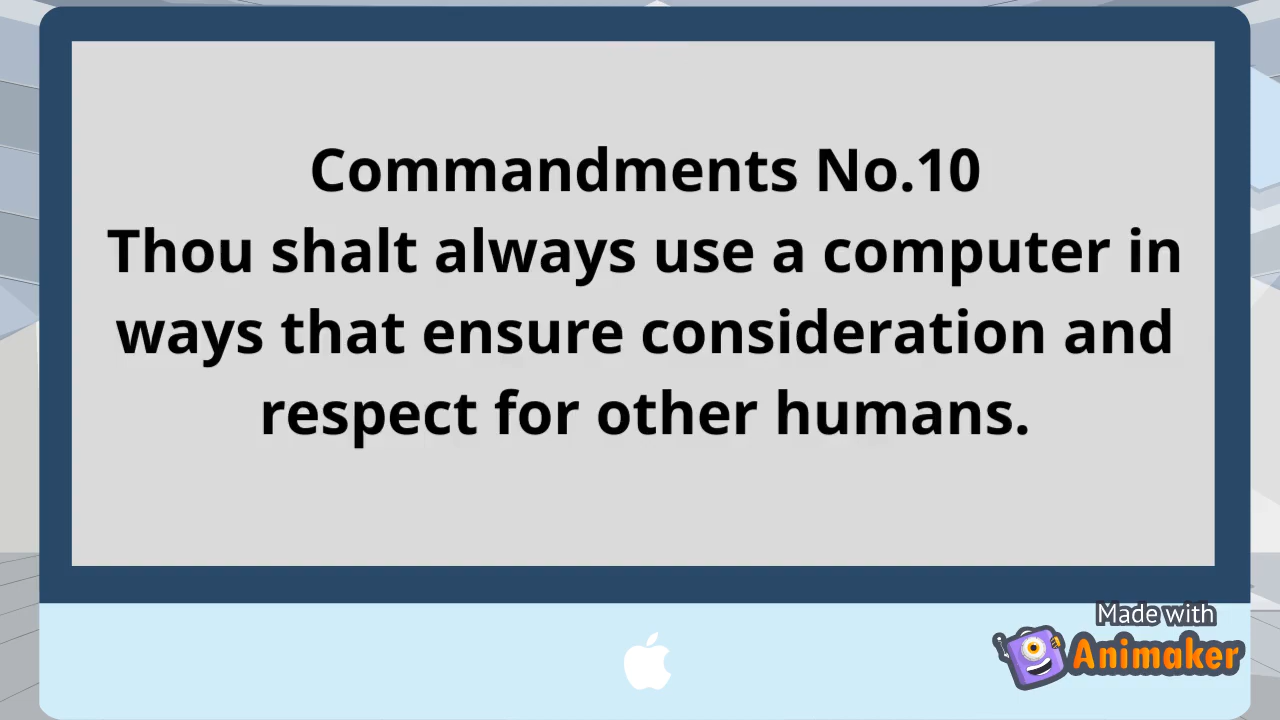 Commandments No.10
Thou shalt always use a computer in
ways that ensure consideration and
respect for other humans.
Made with
Animaker